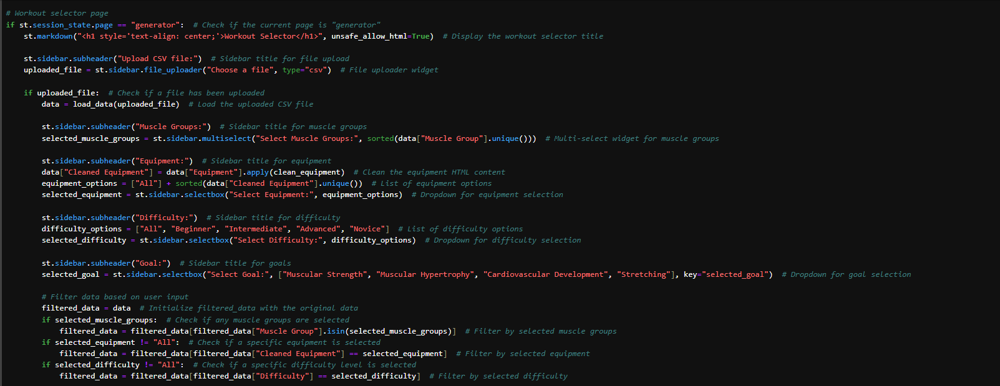 # Workout selector page
if st.session_state.page == "generator":  # Check if the current page is "generator"
    st.markdown("<h1 style='text-align: center;'>Workout Selector</h1>", unsafe_allow_html=True)  # Display the workout selector title

    st.sidebar.subheader("Upload CSV file:")  # Sidebar title for file upload
    uploaded_file = st.sidebar.file_uploader("Choose a file", type="csv")  # File uploader widget

    if uploaded_file:  # Check if a file has been uploaded
        data = load_data(uploaded_file)  # Load the uploaded CSV file

        st.sidebar.subheader("Muscle Groups:")  # Sidebar title for muscle groups
        selected_muscle_groups = st.sidebar.multiselect("Select Muscle Groups:", sorted(data["Muscle Group"].unique()))  # Multi-select widget for muscle groups

        st.sidebar.subheader("Equipment:")  # Sidebar title for equipment
        data["Cleaned Equipment"] = data["Equipment"].apply(clean_equipment)  # Clean the equipment HTML content
        equipment_options = ["All"] + sorted(data["Cleaned Equipment"].unique())  # List of equipment options
        selected_equipment = st.sidebar.selectbox("Select Equipment:", equipment_options)  # Dropdown for equipment selection

        st.sidebar.subheader("Difficulty:")  # Sidebar title for difficulty
        difficulty_options = ["All", "Beginner", "Intermediate", "Advanced", "Novice"]  # List of difficulty options
        selected_difficulty = st.sidebar.selectbox("Select Difficulty:", difficulty_options)  # Dropdown for difficulty selection

        st.sidebar.subheader("Goal:")  # Sidebar title for goals
        selected_goal = st.sidebar.selectbox("Select Goal:", ["Muscular Strength", "Muscular Hypertrophy", "Cardiovascular Development", "Stretching"], key="selected_goal")  # Dropdown for goal selection

        # Filter data based on user input
        filtered_data = data  # Initialize filtered_data with the original data
        if selected_muscle_groups:  # Check if any muscle groups are selected
            filtered_data = filtered_data[filtered_data["Muscle Group"].isin(selected_muscle_groups)]  # Filter by selected muscle groups
        if selected_equipment != "All":  # Check if a specific equipment is selected
            filtered_data = filtered_data[filtered_data["Cleaned Equipment"] == selected_equipment]  # Filter by selected equipment
        if selected_difficulty != "All":  # Check if a specific difficulty level is selected
            filtered_data = filtered_data[filtered_data["Difficulty"] == selected_difficulty]  # Filter by selected difficulty